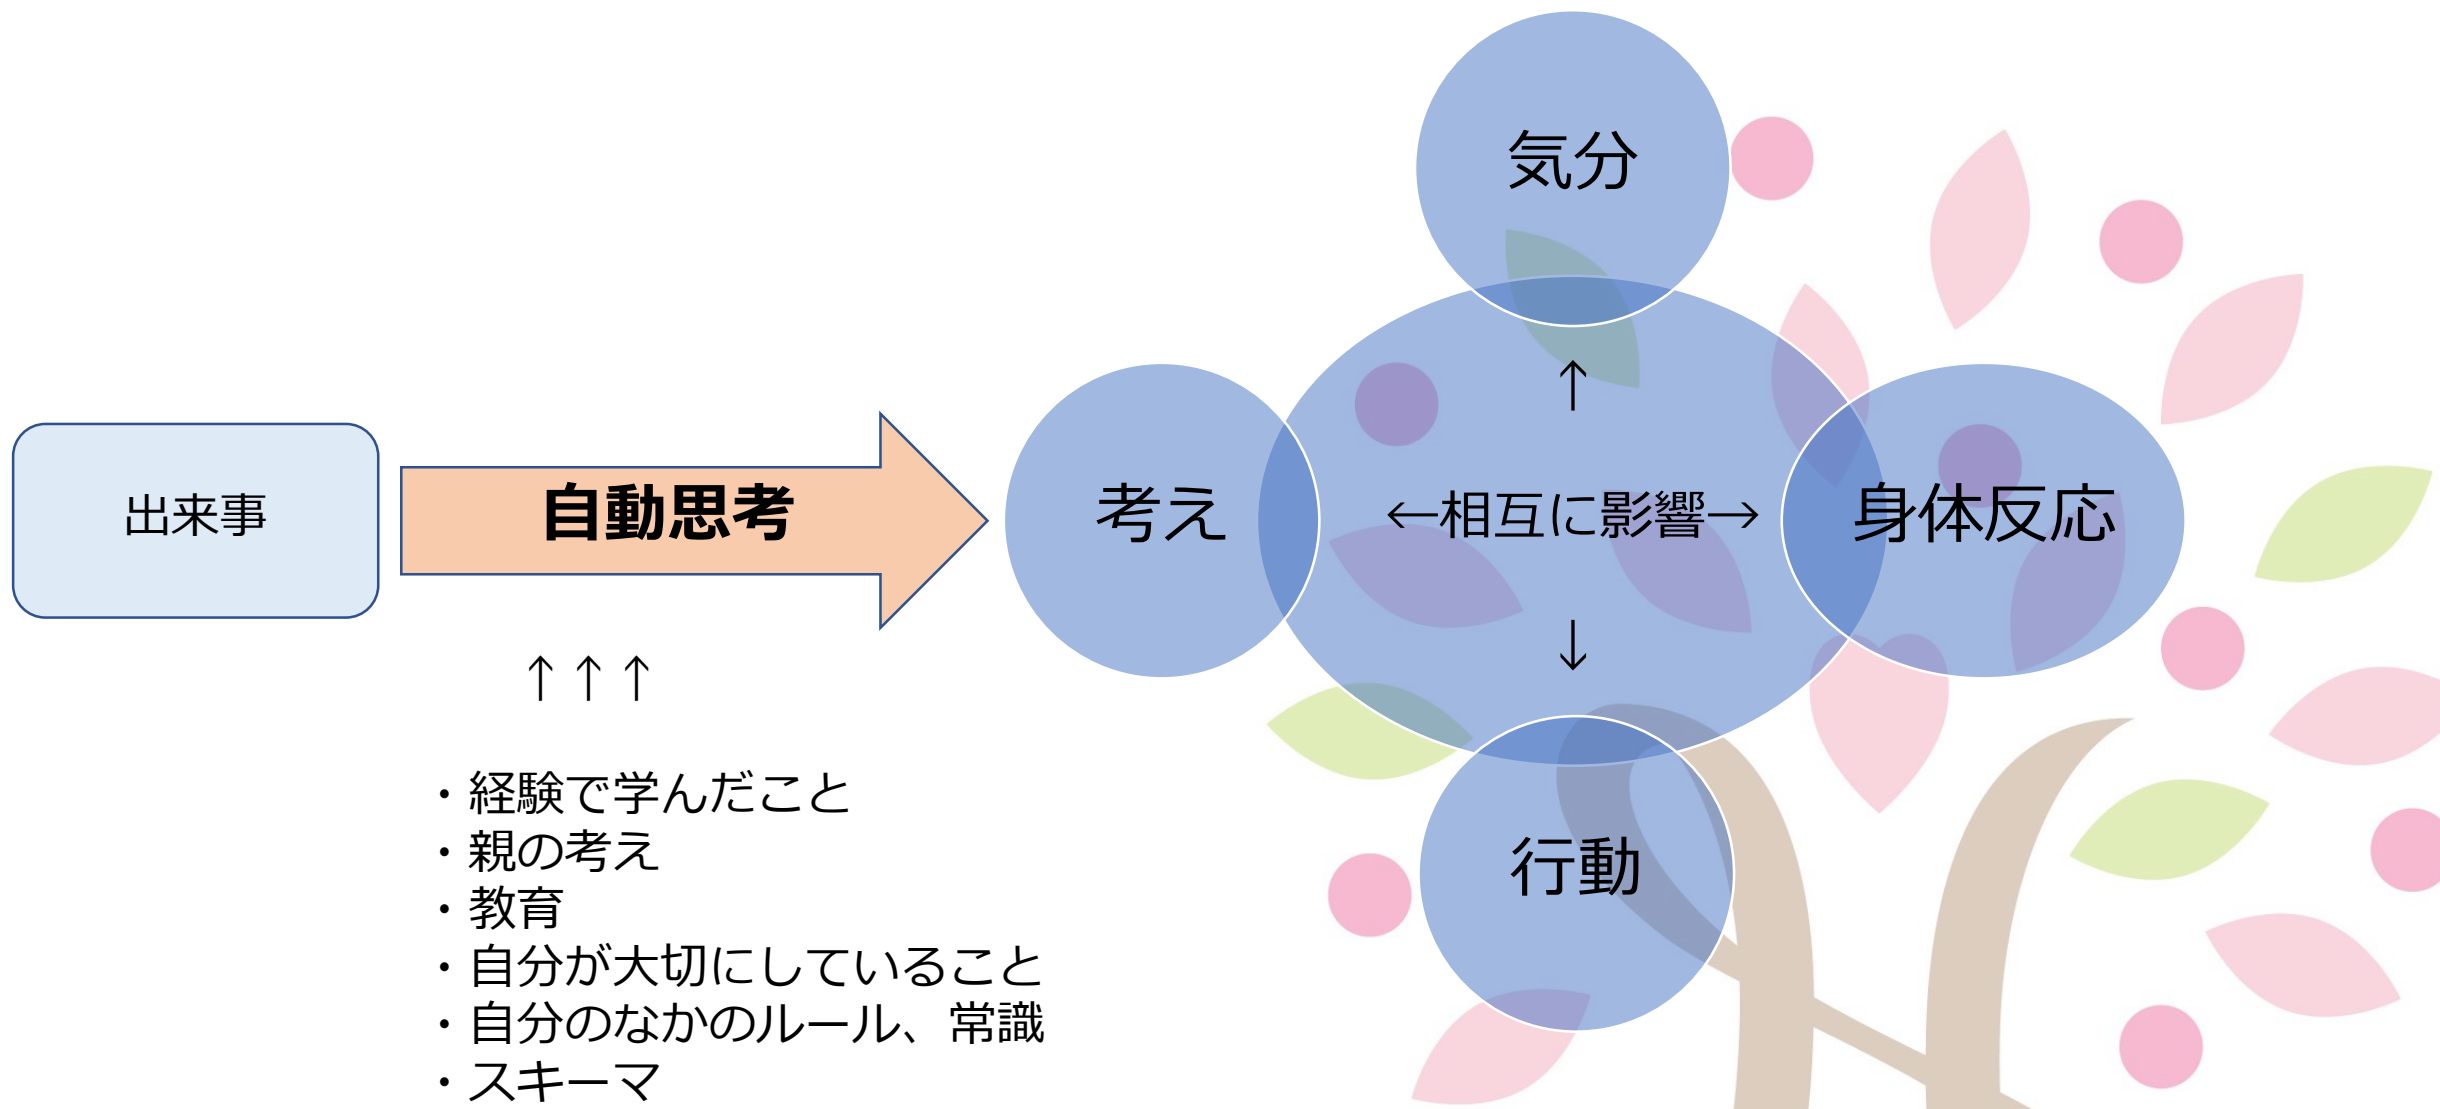 気分
↑
出来事
自動思考
考え
←相互に影響→
身体反応
↓
行動
↑↑↑
・経験で学んだこと
・親の考え
・教育
・自分が大切にしていること
・自分のなかのルール、常識
・スキーマ